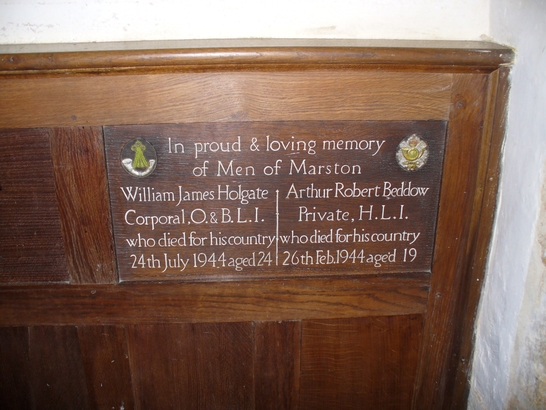 In proud & loving memory
of Men of Marston
William James Holgate
Corporal, O. & B.L.I.
who died for his country
24th July 1944 aged 24
Arthur Robert Beddow
Private, H.L.I.
who died for his country
26th Feb. 1944 aged 19